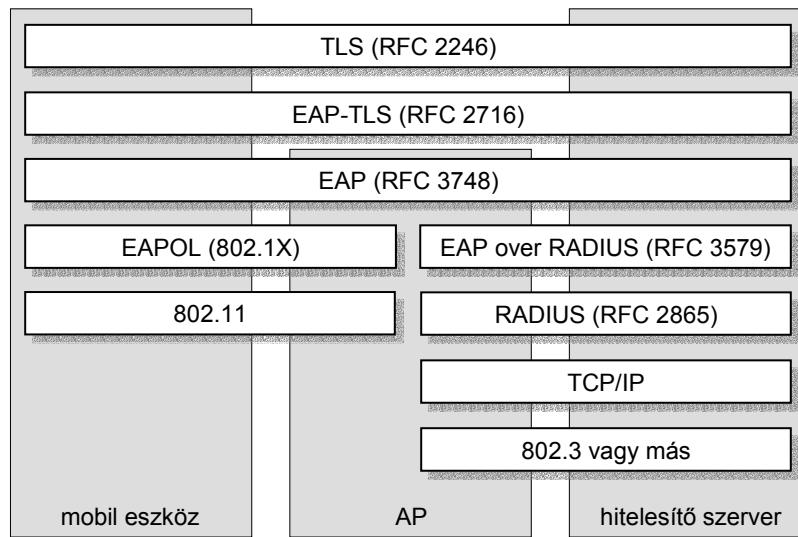 TLS (RFC 2246)
EAP-TLS (RFC 2716)
EAP (RFC 3748)
EAPOL (802.1X)
EAP over RADIUS (RFC 3579)
802.11
RADIUS (RFC 2865)
TCP/IP
802.3 vagy más
mobil eszköz
AP
hitelesítő szerver